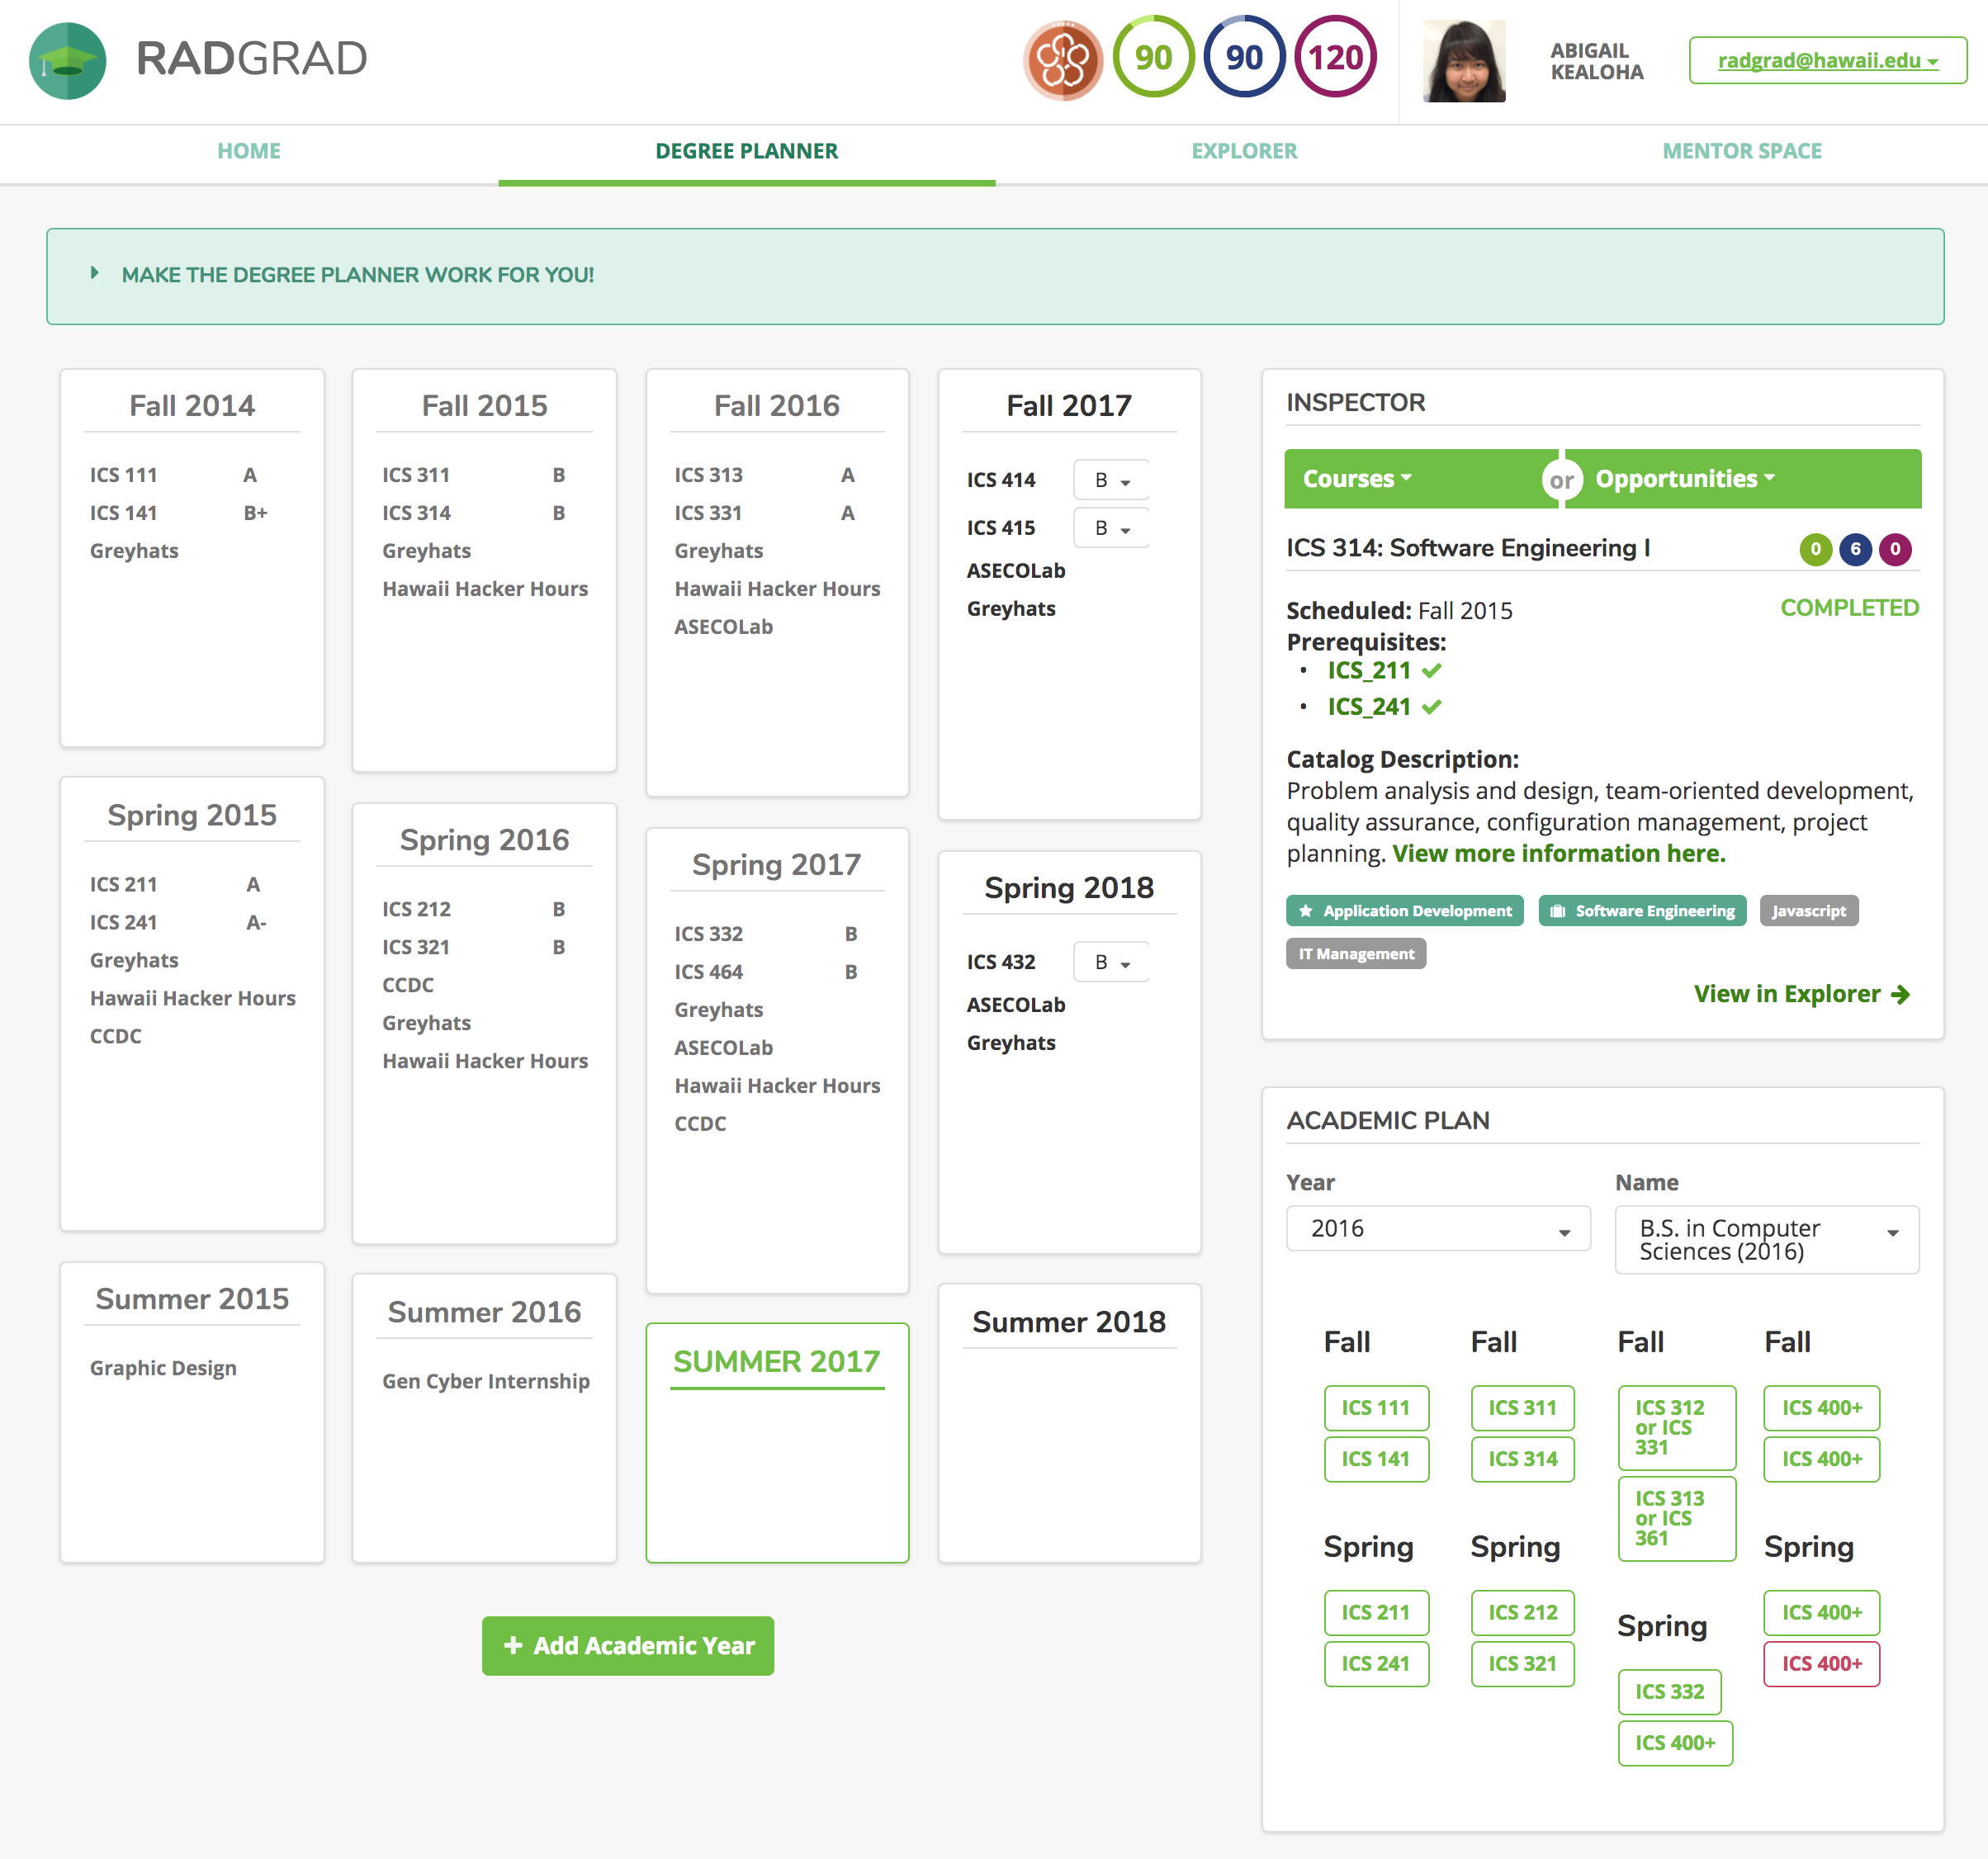 RADGRAD
90
90
120
ABIGAIL
KEALOHA
radgrad@hawaii.edu
HOME
DEGREE PLANNER
EXPLORER
MENTOR SPACE
MAKE THE DEGREE PLANNER WORK FOR YOU!
Fall 2014
ICS 111 A
ICS 141 B+
Greyhats
Spring 2015
ICS 211 A
ICS 241 A-
Greyhats
Hawaii Hacker Hours
CCDC
Summer 2015
Graphic Design
Fall 2015
ICS 311 B
ICS 314 B
Greyhats
Hawaii Hacker Hours
Spring 2016
ICS 212 B
ICS 321 B
CCDC
Greyhats
Hawaii Hacker Hours
Summer 2016
Gen Cyber Internship
Fall 2016
ICS 313 A
ICS 331 A
Greyhats
Hawaii Hacker Hours
ASECOLab
Spring 2017
ICS 332 B
ICS 464 B
Greyhats
ASECOLab
Hawaii Hacker Hours
CCDC
SUMMER 2017
Fall 2017
ICS 414 B
ICS 415 B
ASECOLab
Greyhats
Spring 2018
ICS 432 B
ASECOLab
Greyhats
Summer 2018
+ Add Academic Year
INSPECTOR
Courses or Opportunities
ICS 314: Software Engineering I 0 6 0
Scheduled: Fall 2015 COMPLETED
Prerequisites:
• ICS_211
• ICS_241
Catalog Description:
Problem analysis and design, team-oriented development,
quality assurance, configuration management, project
planning. View more information here.
Application Development Software Engineering Javascript
IT Management
View in Explorer
ACADEMIC PLAN
Year
2016
Name
B.S. in Computer
Sciences (2016)
Fall
ICS 111
ICS 141
Spring
ICS 211
ICS 241
Fall
ICS 311
ICS 314
Spring
ICS 212
ICS 321
Fall
ICS 312
or ICS
331
ICS 313
or ICS
361
Spring
ICS 332
ICS 400+
Fall
ICS 400+
ICS 400+
Spring
ICS 400+
ICS 400+